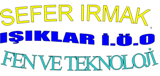 SEFER IRMAK
IŞIKLAR İ.Ö.O
FEN VE TEKNOLOJİ